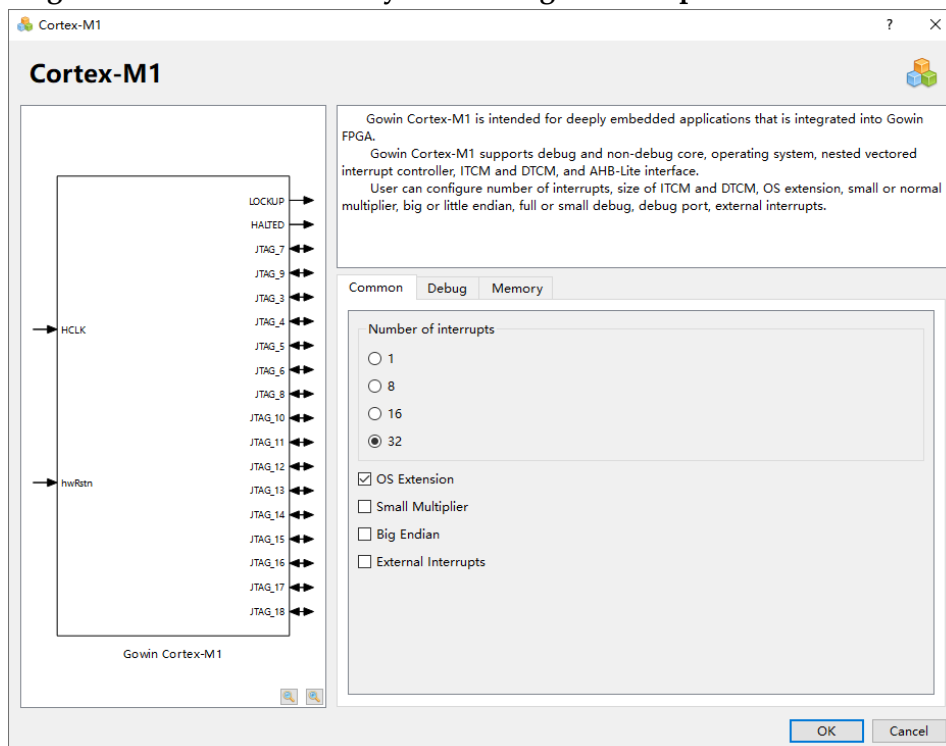 Cortex-M1
?
Cortex-M1
LOCKUP
HALTED
JTAG_7
JTAG_9
JTAG_3
JTAG_4
HCLK
JTAG_5
JTAG_6
JTAG_8
JTAG_10
JTAG_11
JTAG_12
hwRstn
JTAG_13
JTAG_14
JTAG_15
JTAG_16
JTAG_17
JTAG_18
Gowin Cortex-M1
Gowin Cortex-M1 is intended for deeply embedded applications that is integrated into Gowin
FPGA.
Gowin Cortex-M1 supports debug and non-debug core, operating system, nested vectored
interrupt controller, ITCM and DTCM, and AHB-Lite interface.
User can configure number of interrupts, size of ITCM and DTCM, OS extension, small or normal
multiplier, big or little endian, full or small debug, debug port, external interrupts.
Common Debug Memory
Number of interrupts
1
8
16
32
OS Extension
Small Multiplier
Big Endian
External Interrupts
OK Cancel